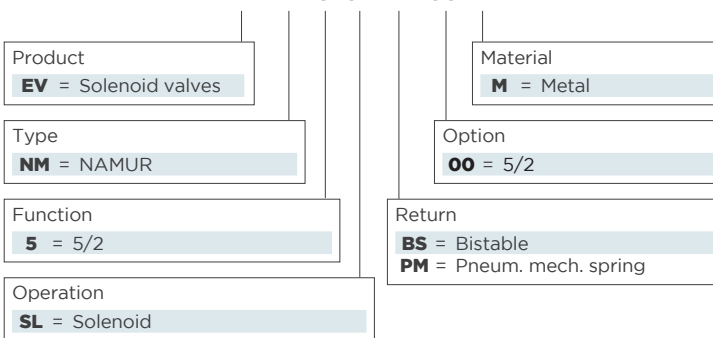 Product
EV = Solenoid valves
Type
NM = NAMUR
Function
5 = 5/2
Operation
SL = Solenoid
Material
M = Metal
Option
00 = 5/2
Return
BS = Bistable
PM = Pneum. mech. spring